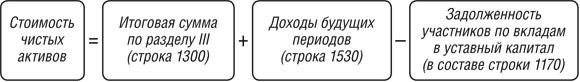 Стоимость
чистых
активов
=
Итоговая сумма
по разделу III
(строка 1300)
+
Доходы будущих
периодов
(строка 1530)
–
Задолженность
участников по вкладам
в уставный капитал
(в составе строки 1170)